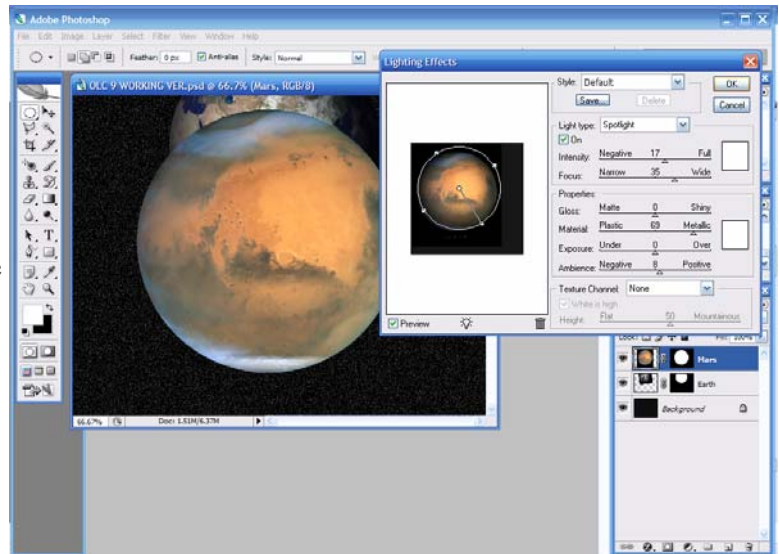 Adobe Photoshop
File Edit Image Layer Select Filter View Window Help
Feather: 0 px Anti-alias Style: Normal
OLC 9 WORKING VER.psd @ 66.7% (Mars, RGB/8)
66.67% Doc: 1.51M/6.37M
Lighting Effects
Style: Default
OK
Save... Delete
Cancel
Light type: Spotlight
On
Intensity: Negative 17 Full
Focus: Narrow 35 Wide
Properties:
Gloss: Matte 0 Shiny
Material: Plastic 69 Metallic
Exposure: Under 0 Over
Ambience: Negative 8 Positive
Texture Channel: None
White is high
Height: Flat 50 Mountainous
Preview
Lock: Fill: 100%
Mars
Earth
Background